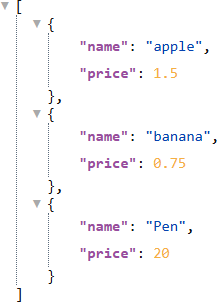 [
{
"name": "apple",
"price": 1.5
},
{
"name": "banana",
"price": 0.75
},
{
"name": "Pen",
"price": 20
}
]